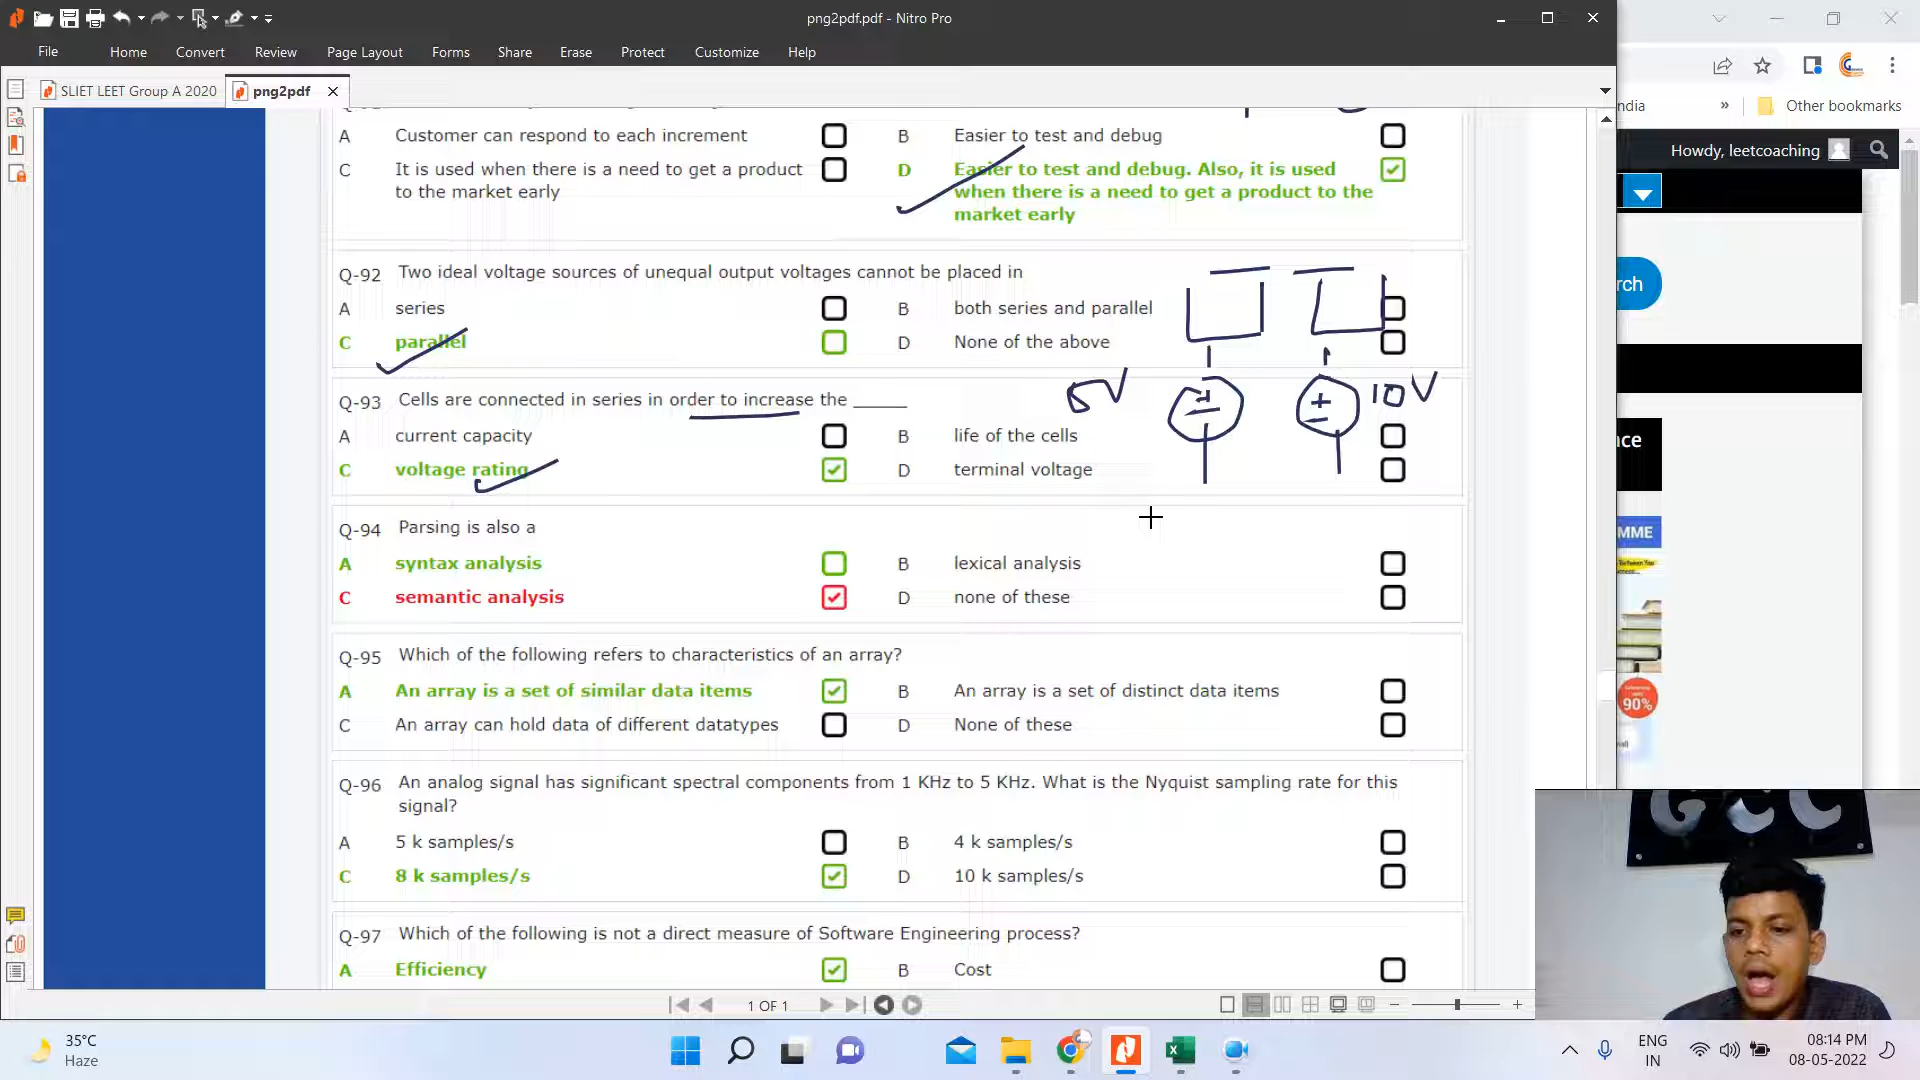 png2pdf.pdf - Nitro Pro
File Home Convert Review Page Layout Forms Share Erase Protect Customize Help
SLIET LEET Group A 2020 png2pdf
ndia » Other bookmarks
Howdy, leetcoaching
A Customer can respond to each increment B Easier to test and debug
C It is used when there is a need to get a product to the market early D Easier to test and debug. Also, it is used when there is a need to get a product to the market early
Q-92 Two ideal voltage sources of unequal output voltages cannot be placed in
A series B both series and parallel
C parallel D None of the above
rch
5V 10V
Q-93 Cells are connected in series in order to increase the _____
A current capacity B life of the cells
C voltage rating D terminal voltage
nce
Q-94 Parsing is also a
A syntax analysis B lexical analysis
C semantic analysis D none of these
MME
Q-95 Which of the following refers to characteristics of an array?
A An array is a set of similar data items B An array is a set of distinct data items
C An array can hold data of different datatypes D None of these
90%
Q-96 An analog signal has significant spectral components from 1 KHz to 5 KHz. What is the Nyquist sampling rate for this
signal?
A 5 k samples/s B 4 k samples/s
C 8 k samples/s D 10 k samples/s
GCC
Q-97 Which of the following is not a direct measure of Software Engineering process?
A Efficiency B Cost
1 OF 1
35°C
Haze
ENG
IN
08:14 PM
08-05-2022